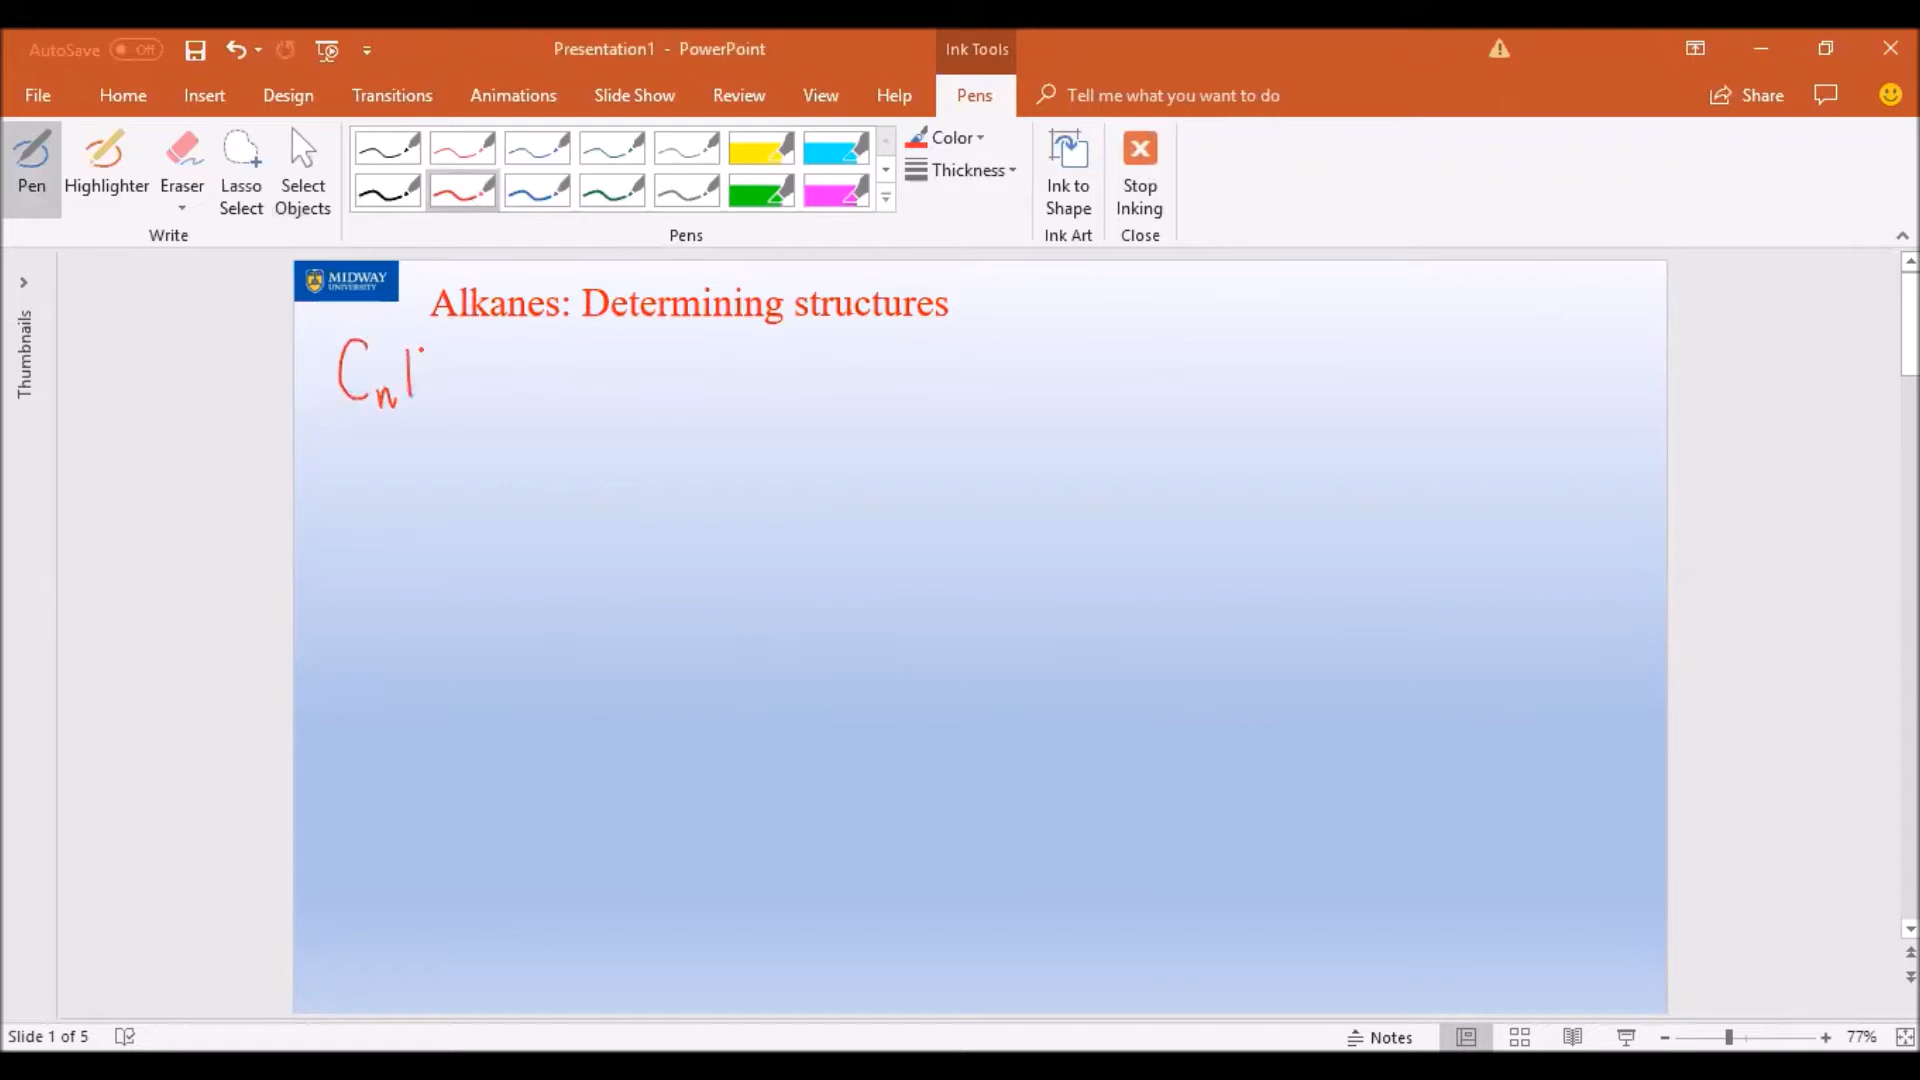 AutoSave Off
Presentation1 - PowerPoint
Ink Tools
File Home Insert Design Transitions Animations Slide Show Review View Help Pens Tell me what you want to do Share
Pen Highlighter Eraser Lasso Select Select Objects Color Thickness Ink to Shape Stop Inking
Write Pens Ink Art Close
Thumbnails
MIDWAY
UNIVERSITY
Alkanes: Determining structures
Cn
Slide 1 of 5 Notes 77%